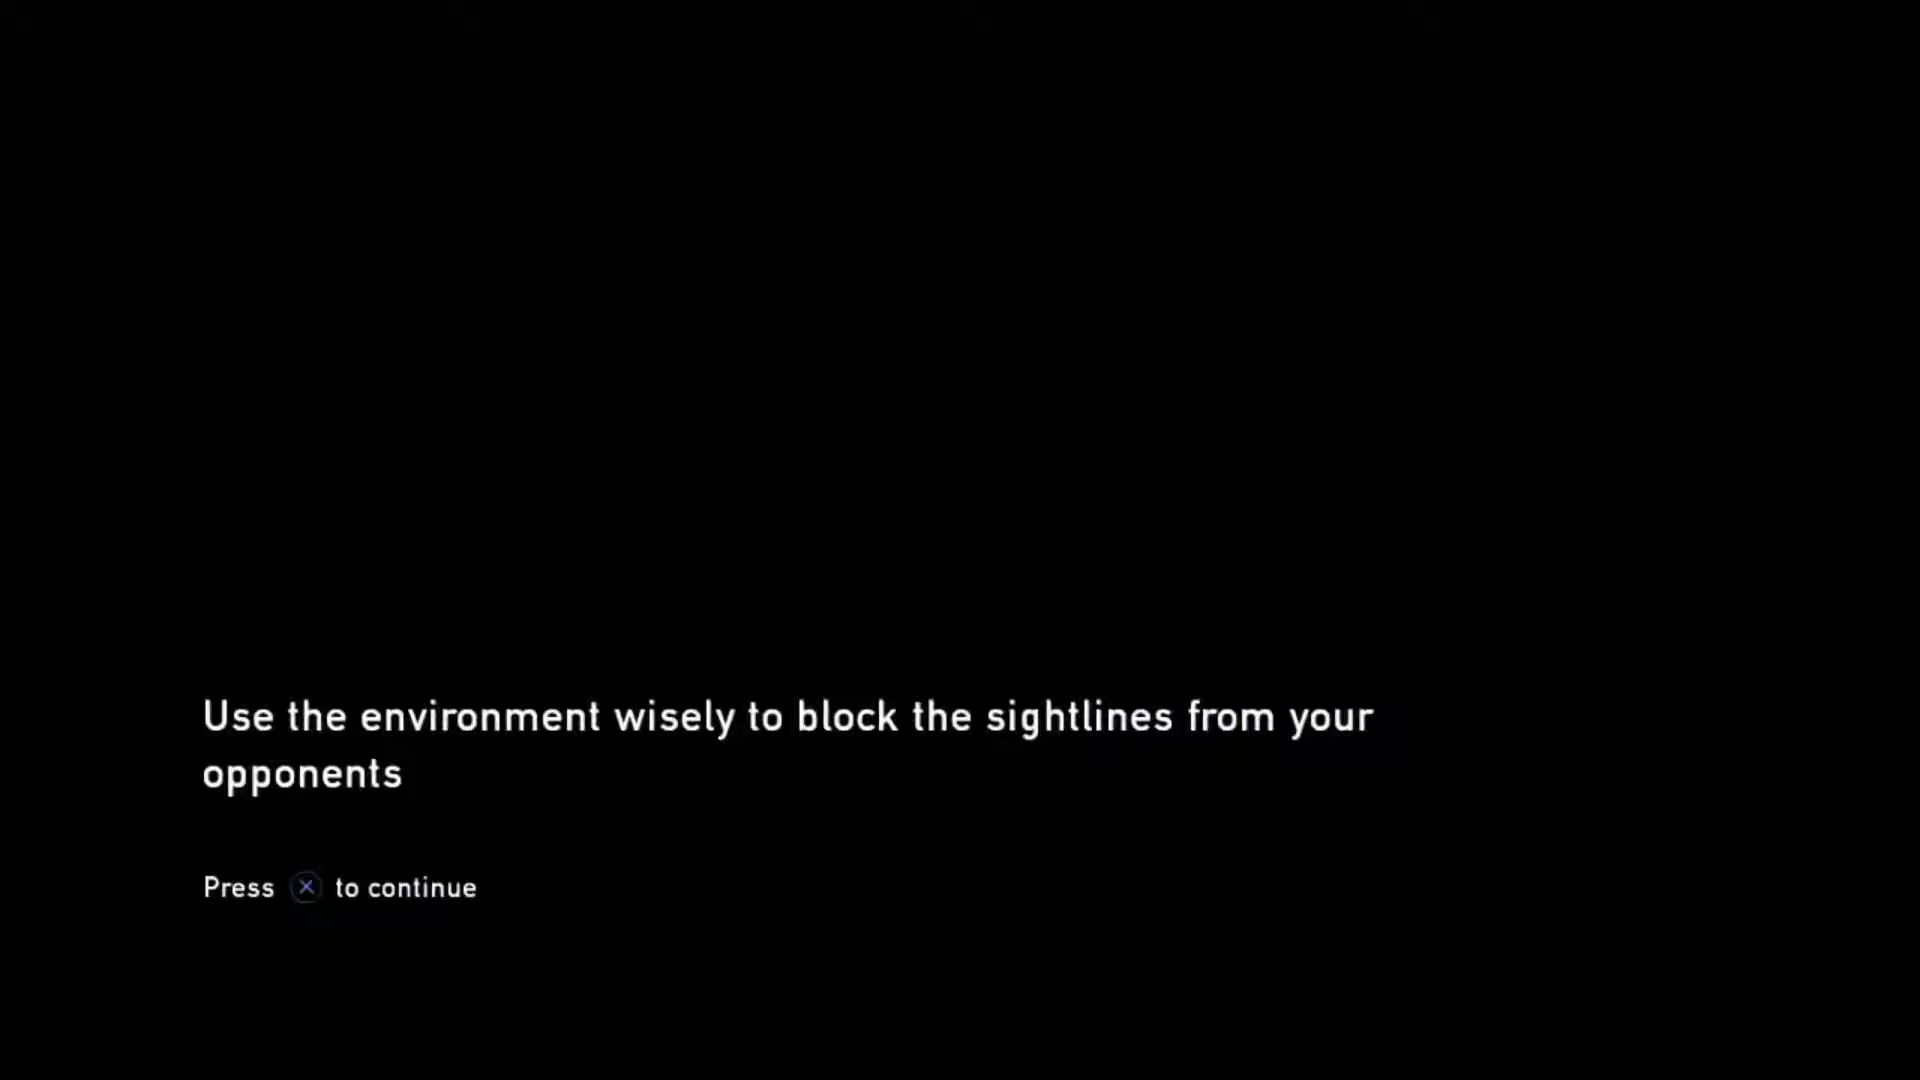 Use the environment wisely to block the sightlines from your
opponents
Press ⓧ to continue